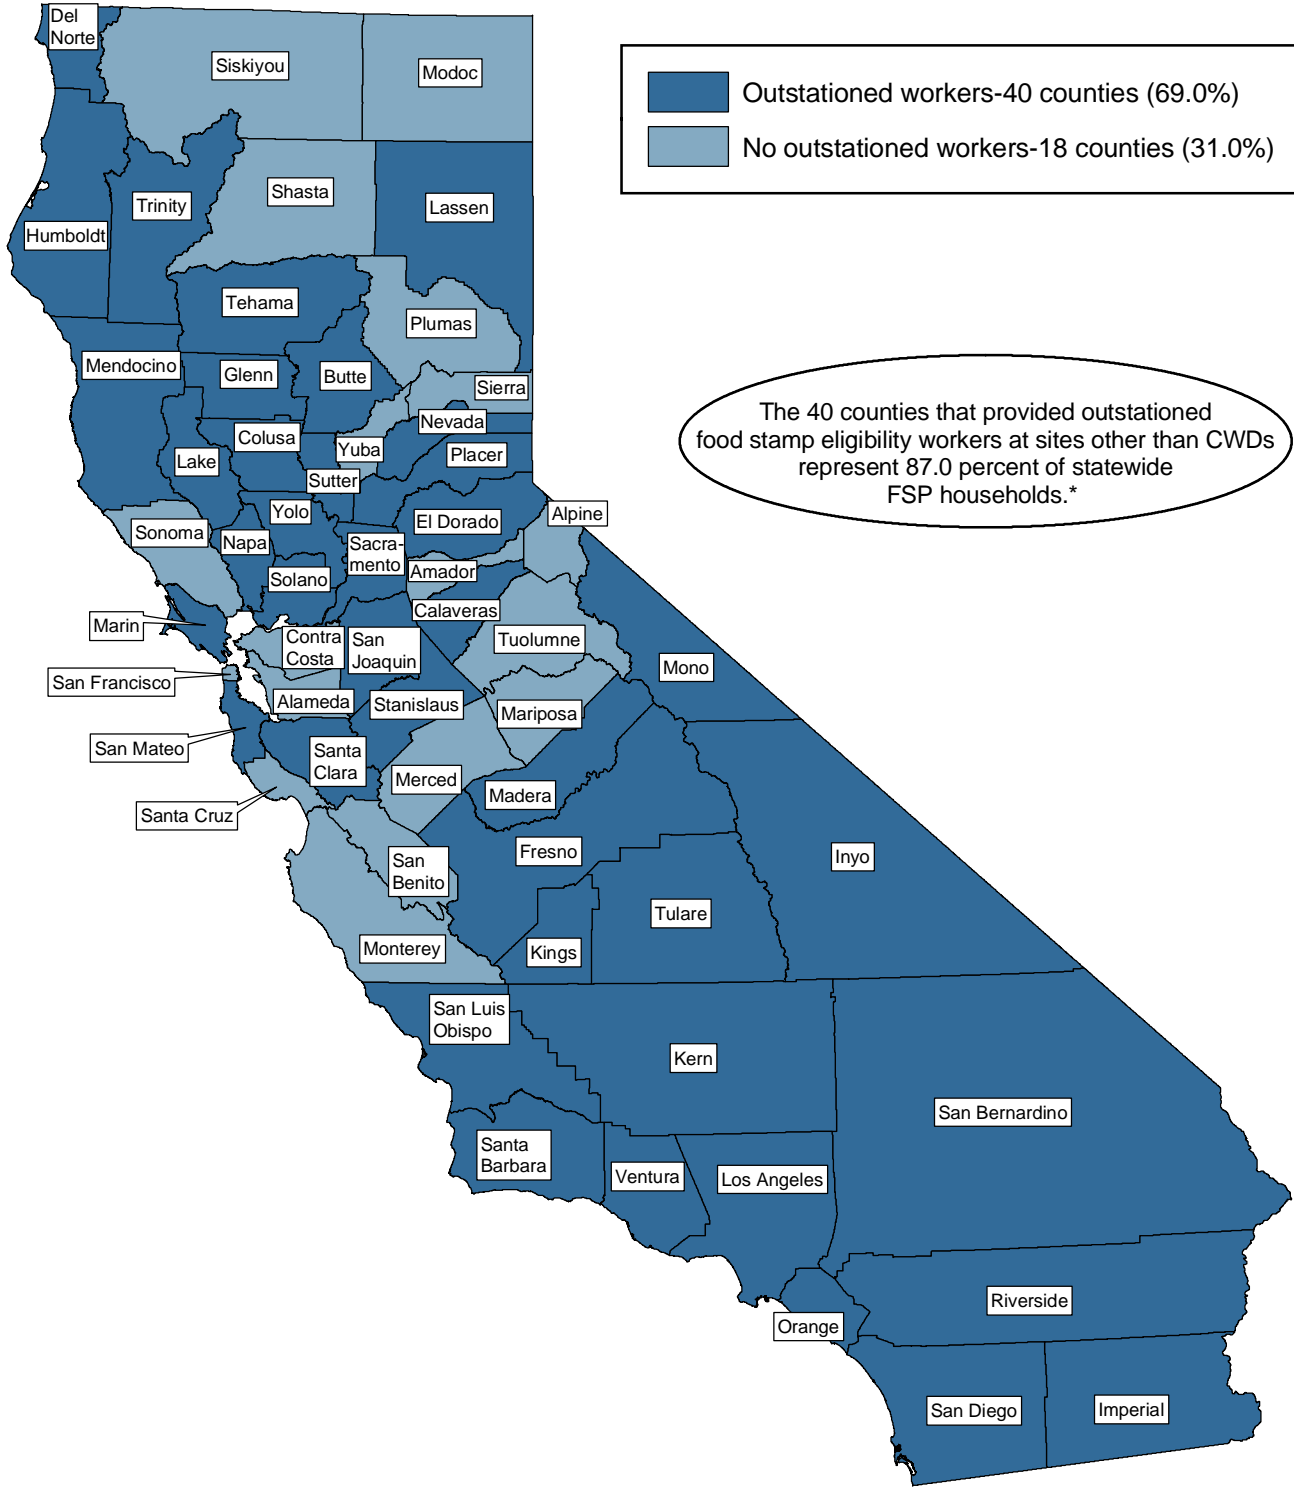 Del
Norte
Siskiyou
Modoc
Outstationed workers-40 counties (69.0%)
No outstationed workers-18 counties (31.0%)
Shasta
Trinity
Lassen
Humboldt
Tehama
Plumas
Mendocino
Glenn
Butte
Sierra
Nevada
Colusa
Yuba
Placer
Lake
Sutter
The 40 counties that provided outstationed
food stamp eligibility workers at sites other than CWDs
represent 87.0 percent of statewide
FSP households.*
Yolo
El Dorado
Alpine
Sonoma
Napa
Sacra-
mento
Solano
Amador
Calaveras
Marin
Contra
Costa
San
Joaquin
Tuolumne
Mono
San Francisco
Alameda
Stanislaus
Mariposa
San Mateo
Santa
Clara
Merced
Madera
Santa Cruz
Fresno
Inyo
San
Benito
Tulare
Monterey
Kings
San Luis
Obispo
Kern
San Bernardino
Santa
Barbara
Ventura
Los Angeles
Riverside
Orange
San Diego
Imperial